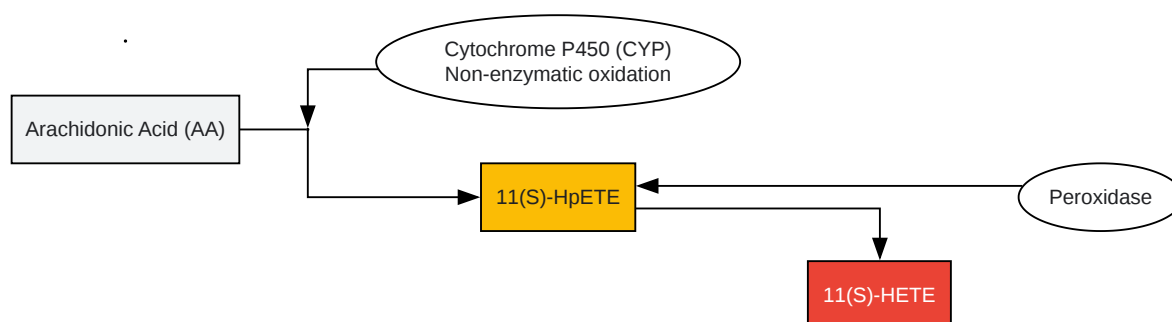 Cytochrome P450 (CYP)
Non-enzymatic oxidation
Arachidonic Acid (AA)
11(S)-HpETE
Peroxidase
11(S)-HETE